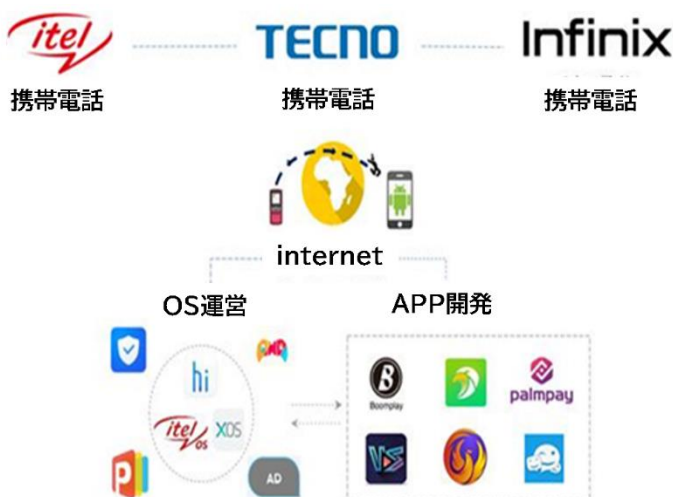 itel
TECNO
Infinix
携帯電話
携帯電話
携帯電話
internet
OS運営
APP開発
hi
B
Boomplay
palmpay
itel OS
XOS
VS
P
AD